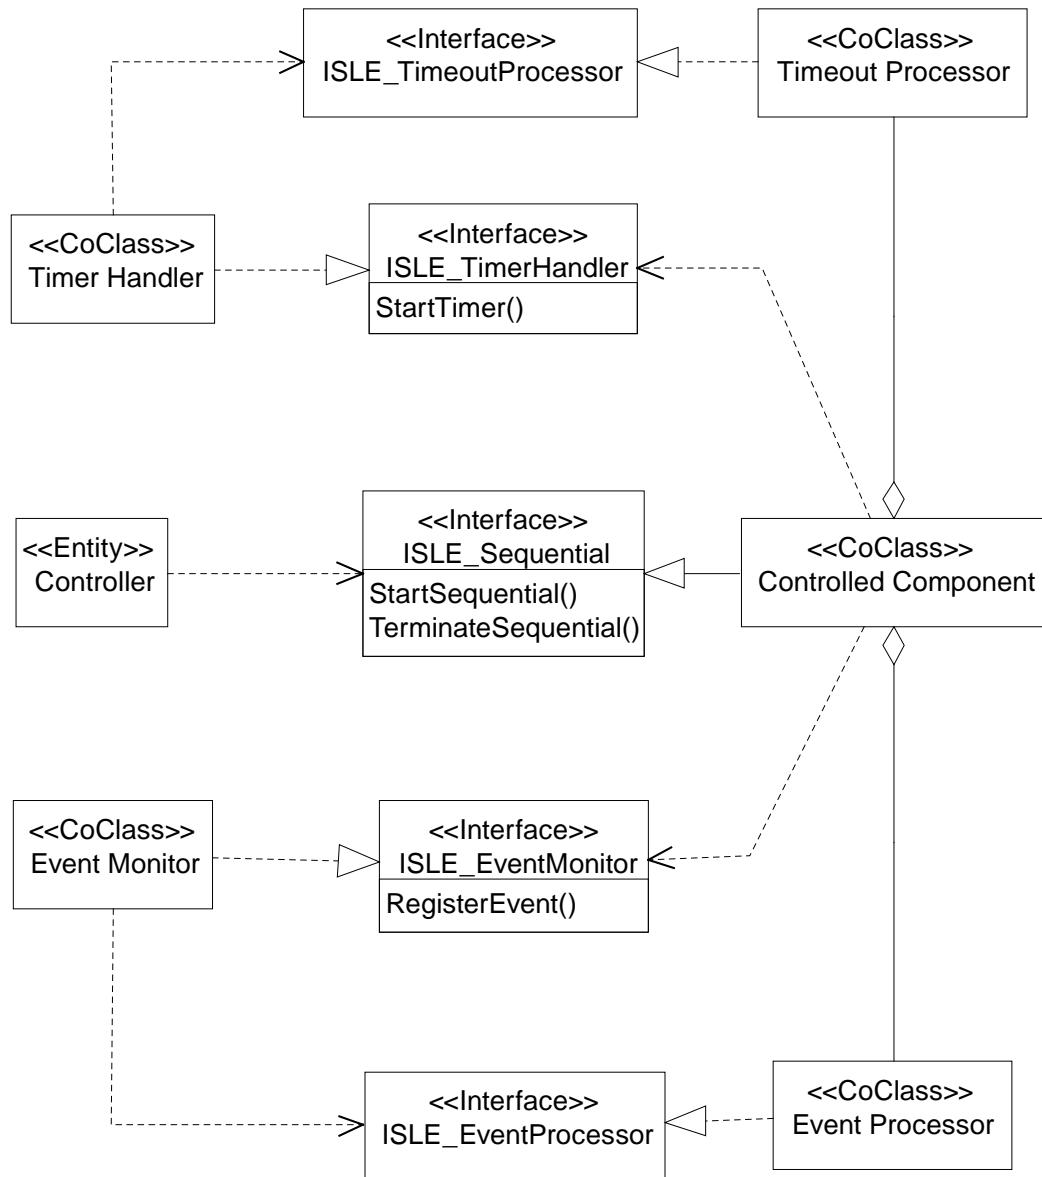 <<Interface>>
ISLE_TimeoutProcessor
<<CoClass>>
Timeout Processor
<<CoClass>>
Timer Handler
<<Interface>>
ISLE_TimerHandler
StartTimer()
<<Entity>>
Controller
<<Interface>>
ISLE_Sequential
StartSequential()
TerminateSequential()
<<CoClass>>
Controlled Component
<<CoClass>>
Event Monitor
<<Interface>>
ISLE_EventMonitor
RegisterEvent()
<<Interface>>
ISLE_EventProcessor
<<CoClass>>
Event Processor